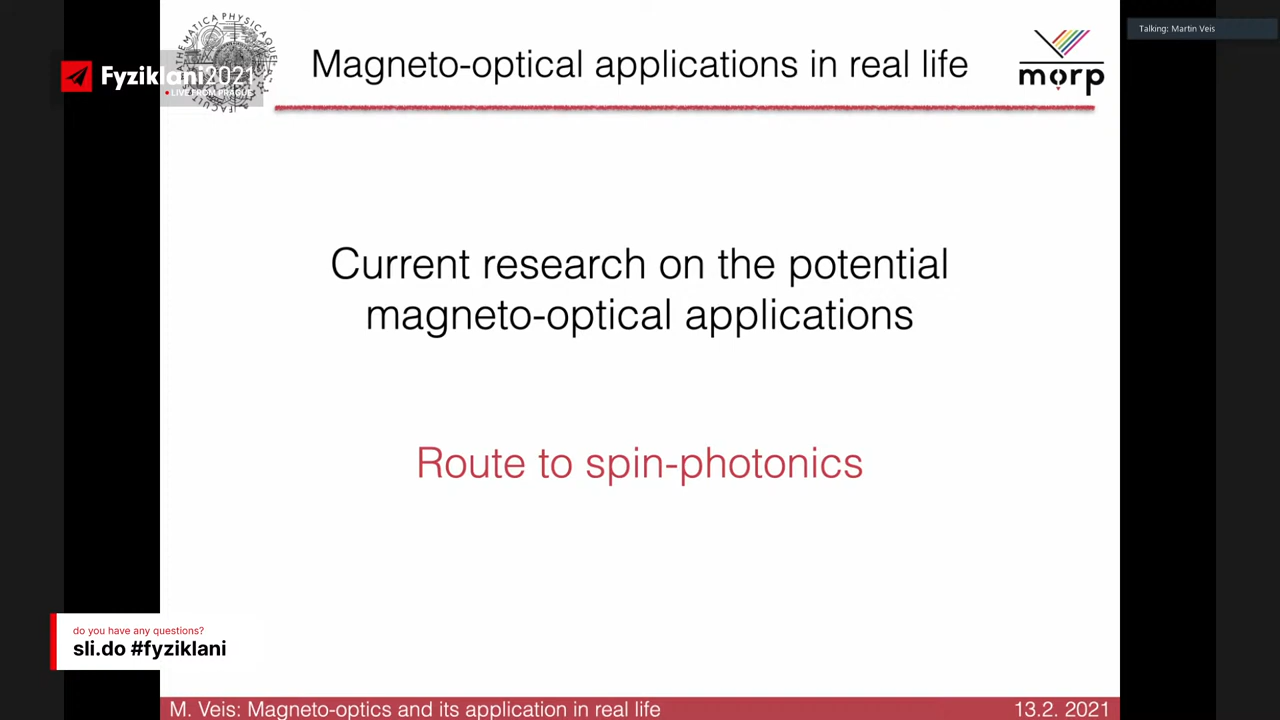 Talking: Martin Veis
Fyziklani2021
LIVE FROM PRAGUE
Magneto-optical applications in real life
morp
Current research on the potential
magneto-optical applications
Route to spin-photonics
do you have any questions?
sli.do #fyziklani
M. Veis: Magneto-optics and its application in real life
13.2. 2021